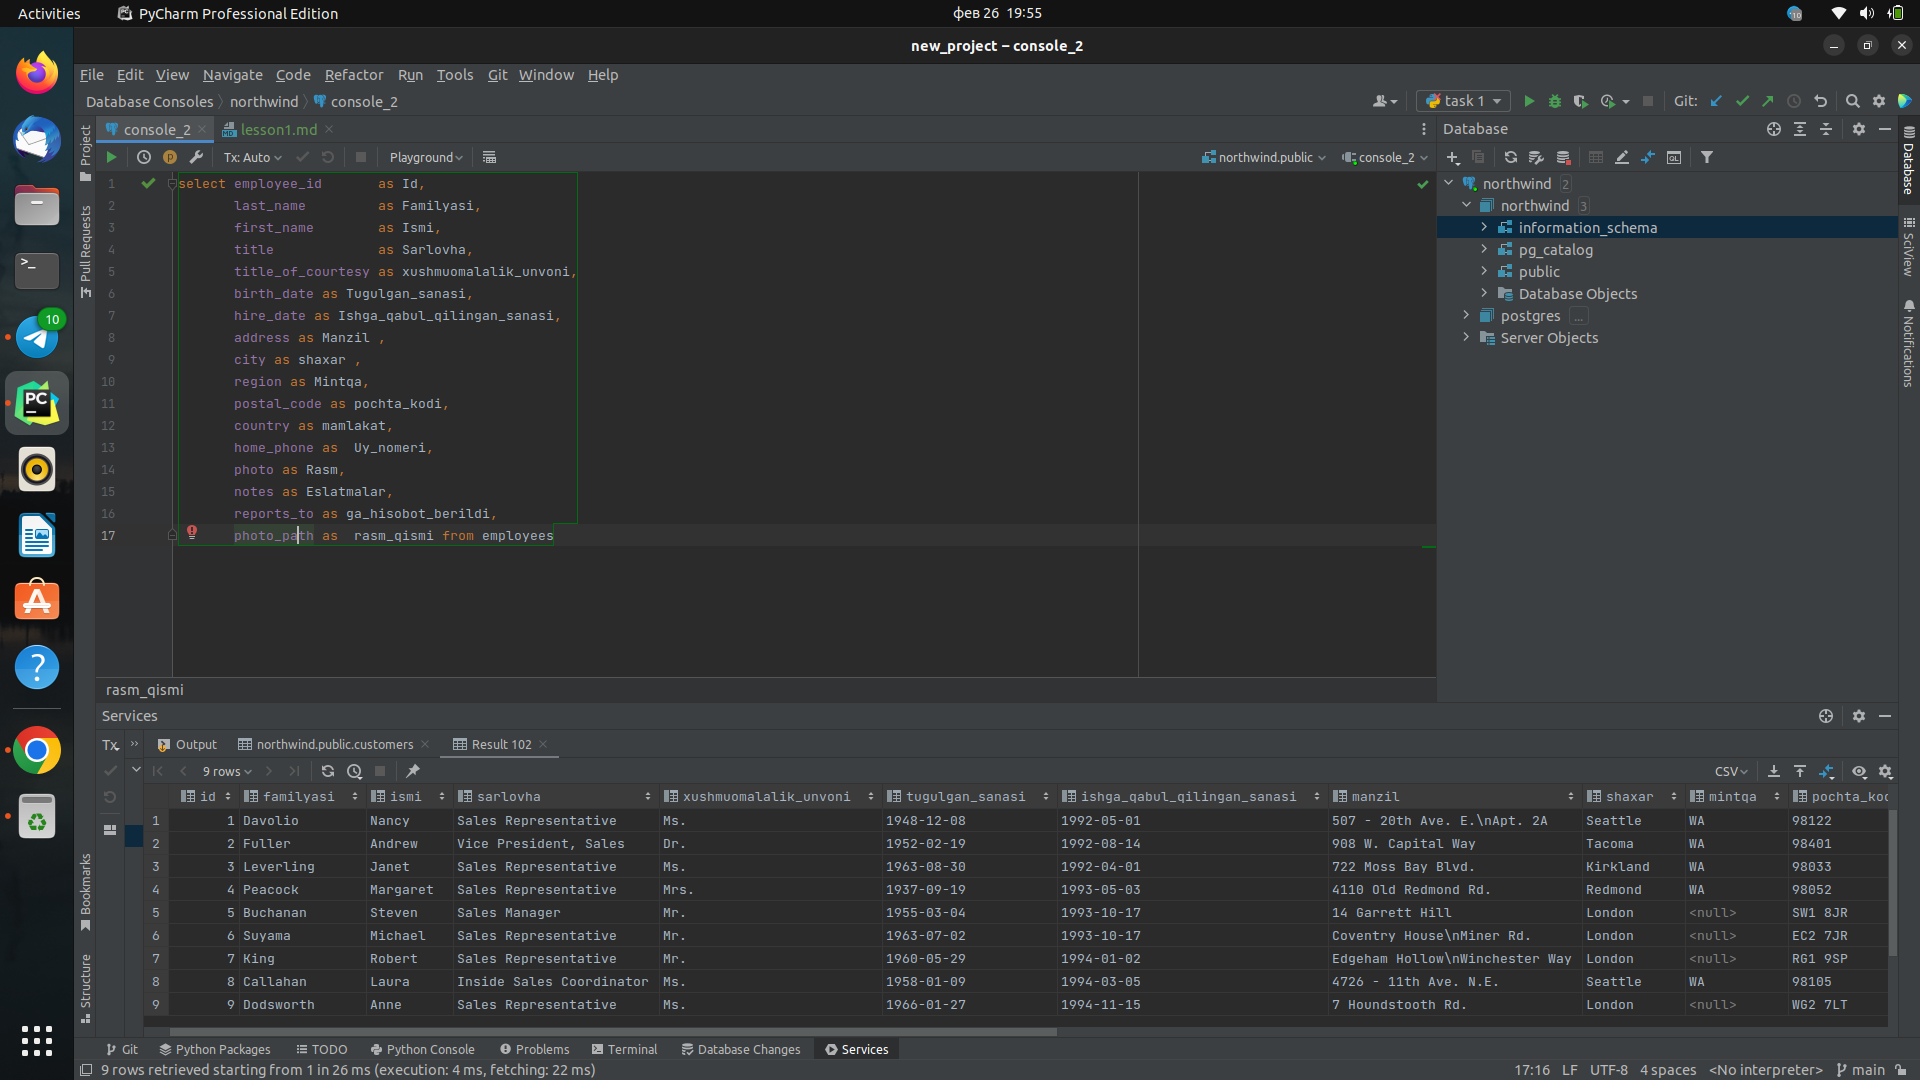 Activities
PyCharm Professional Edition
фев 26 19:55
new_project – console_2
File Edit View Navigate Code Refactor Run Tools Git Window Help
Database Consoles northwind console_2
task 1
Git:
console_2
lesson1.md
Tx: Auto
Playground
northwind.public
console_2
1 select employee_id as Id,
2 last_name as Familyasi,
3 first_name as Ismi,
4 title as Sarlovha,
5 title_of_courtesy as xushmuomalalik_unvoni,
6 birth_date as Tugulgan_sanasi,
7 hire_date as Ishga_qabul_qilingan_sanasi,
8 address as Manzil ,
9 city as shaxar ,
10 region as Mintqa,
11 postal_code as pochta_kodi,
12 country as mamlakat,
13 home_phone as Uy_nomeri,
14 photo as Rasm,
15 notes as Eslatmalar,
16 reports_to as ga_hisobot_berildi,
17 photo_path as rasm_qismi from employees
rasm_qismi
Project
Pull Requests
Bookmarks
Structure
Database
northwind 2
northwind 3
information_schema
pg_catalog
public
Database Objects
postgres ...
Server Objects
Database
SciView
Notifications
10
PC
Services
Tx
Output
northwind.public.customers
Result 102
9 rows
CSV
id familyasi ismi sarlovha xushmuomalalik_unvoni tugulgan_sanasi ishga_qabul_qilingan_sanasi manzil shaxar mintqa pochta_kod
1 1 Davolio Nancy Sales Representative Ms. 1948-12-08 1992-05-01 507 - 20th Ave. E.\nApt. 2A Seattle WA 98122
2 2 Fuller Andrew Vice President, Sales Dr. 1952-02-19 1992-08-14 908 W. Capital Way Tacoma WA 98401
3 3 Leverling Janet Sales Representative Ms. 1963-08-30 1992-04-01 722 Moss Bay Blvd. Kirkland WA 98033
4 4 Peacock Margaret Sales Representative Mrs. 1937-09-19 1993-05-03 4110 Old Redmond Rd. Redmond WA 98052
5 5 Buchanan Steven Sales Manager Mr. 1955-03-04 1993-10-17 14 Garrett Hill London <null> SW1 8JR
6 6 Suyama Michael Sales Representative Mr. 1963-07-02 1993-10-17 Coventry House\nMiner Rd. London <null> EC2 7JR
7 7 King Robert Sales Representative Mr. 1960-05-29 1994-01-02 Edgeham Hollow\nWinchester Way London <null> RG1 9SP
8 8 Callahan Laura Inside Sales Coordinator Ms. 1958-01-09 1994-03-05 4726 - 11th Ave. N.E. Seattle WA 98105
9 9 Dodsworth Anne Sales Representative Ms. 1966-01-27 1994-11-15 7 Houndstooth Rd. London <null> WG2 7LT
Git Python Packages TODO Python Console Problems Terminal Database Changes Services
9 rows retrieved starting from 1 in 26 ms (execution: 4 ms, fetching: 22 ms)
17:16 LF UTF-8 4 spaces <No interpreter> main